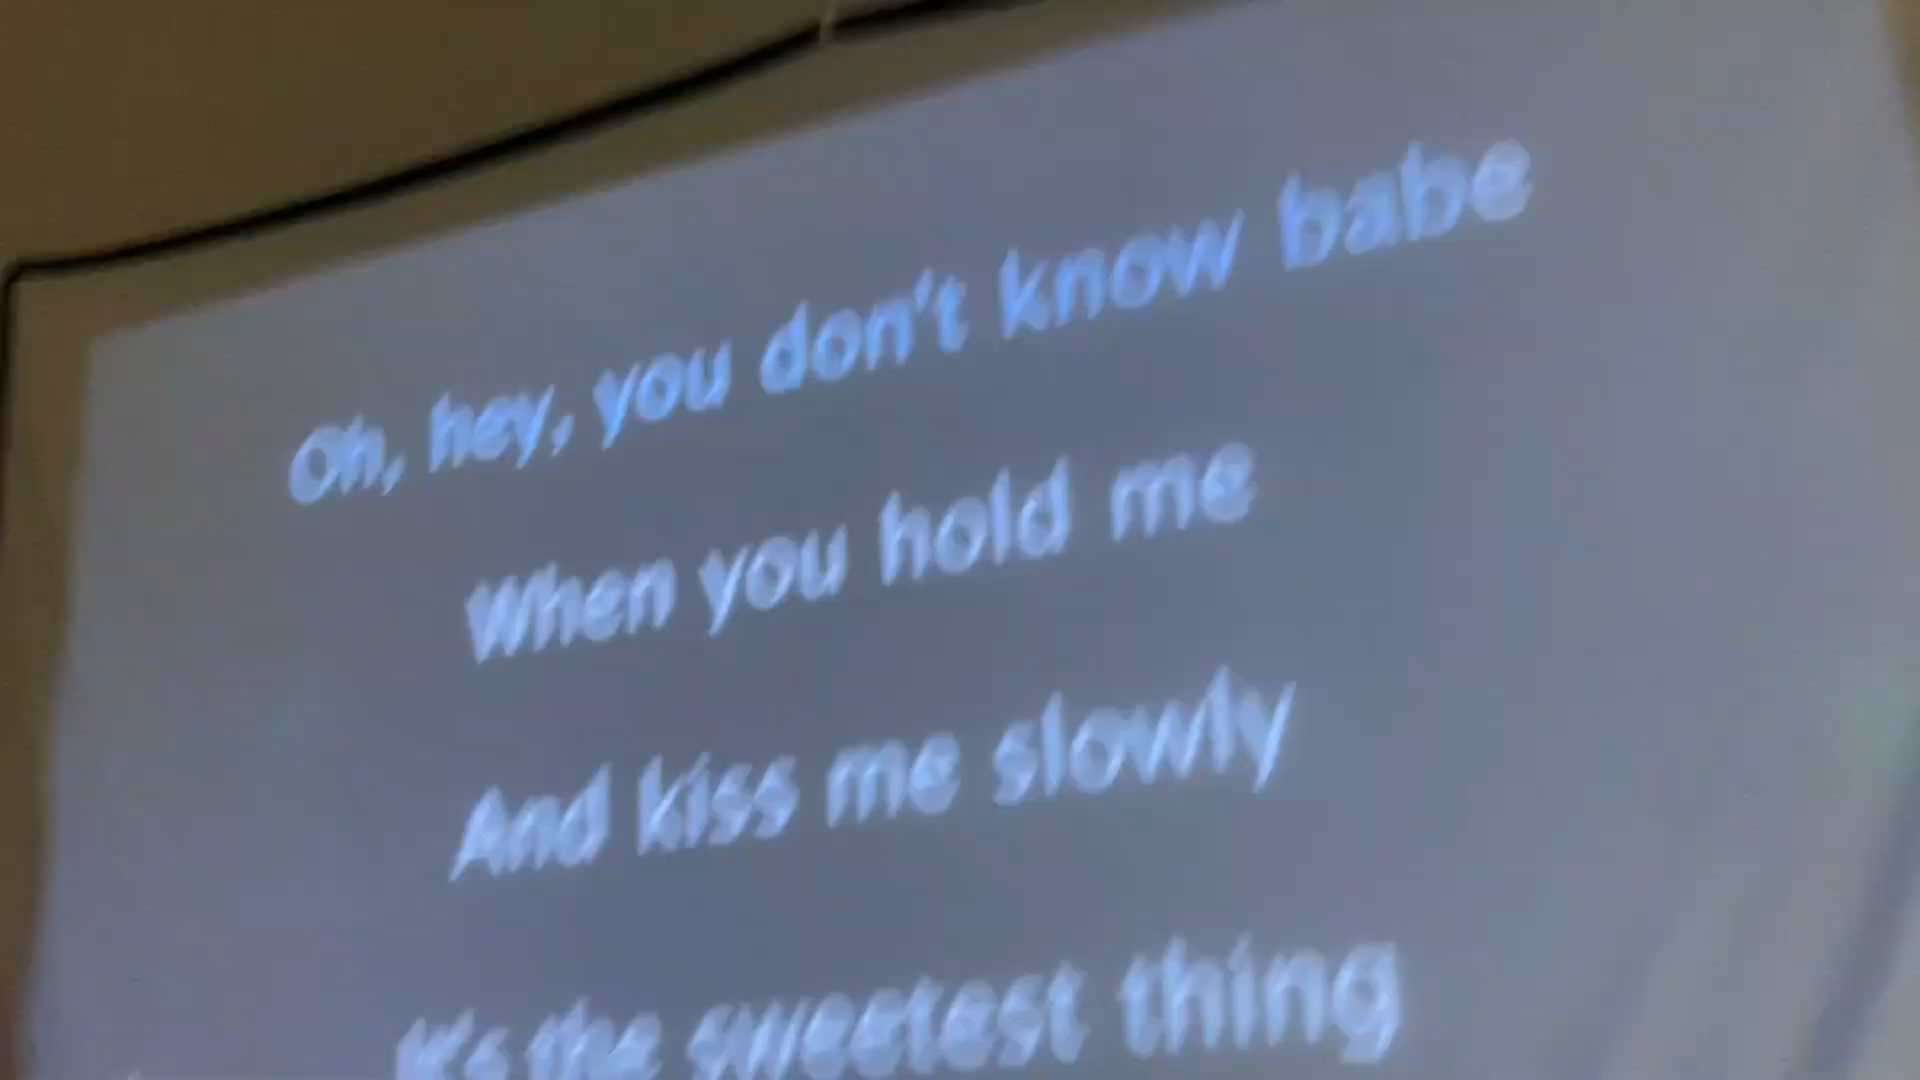 Oh, hey, you don't know babe
When you hold me
And kiss me slowly
It's the sweetest thing